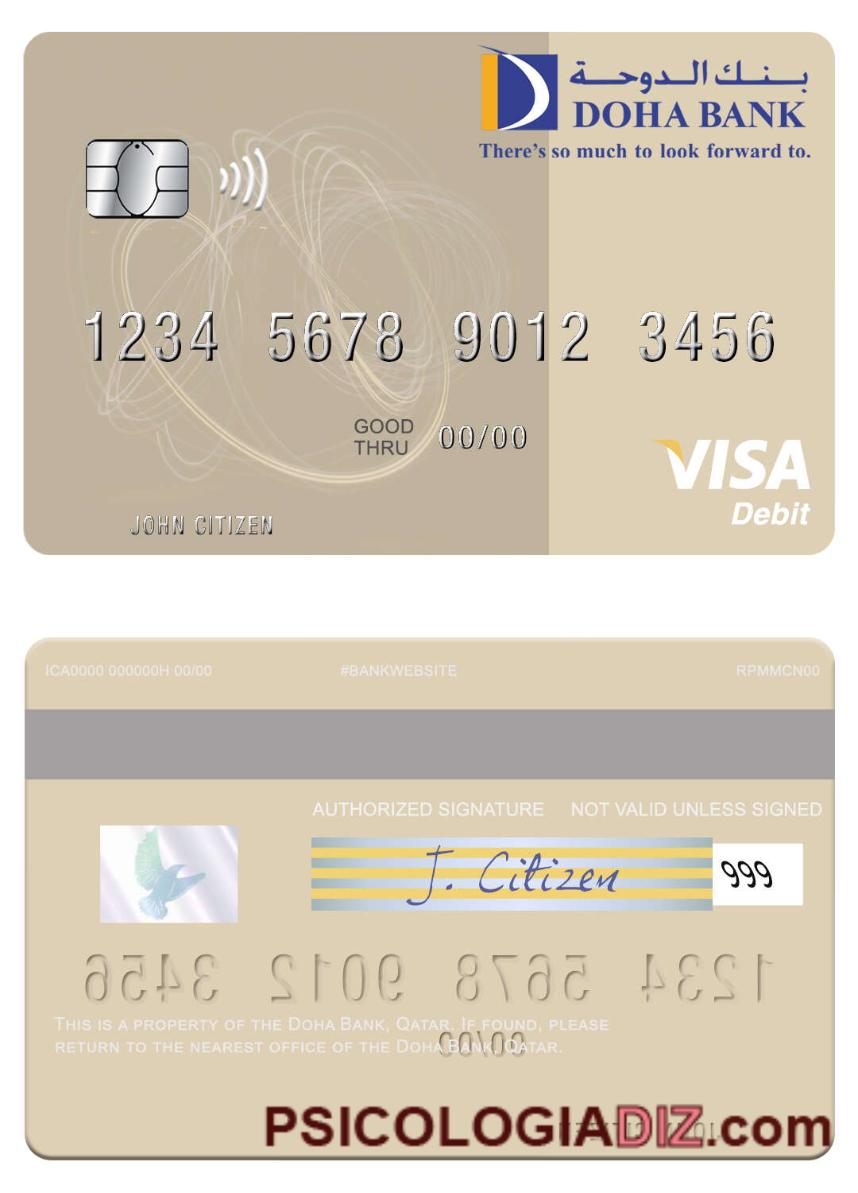 بنك الدوحة
DOHA BANK
There's so much to look forward to.
1234 5678 9012 3456
GOOD THRU 00/00
VISA
Debit
JOHN CITIZEN
ICA0000 000000H 00/00 #BANKWEBSITE RPMMCN00
AUTHORIZED SIGNATURE NOT VALID UNLESS SIGNED
J. Citizen 999
1234 5678 9012 3456
THIS IS A PROPERTY OF THE DOHA BANK, QATAR. IF FOUND, PLEASE
RETURN TO THE NEAREST OFFICE OF THE DOHA BANK, QATAR.
00/00
JOHN CITIZEN
PSICOLOGIADIZ.com